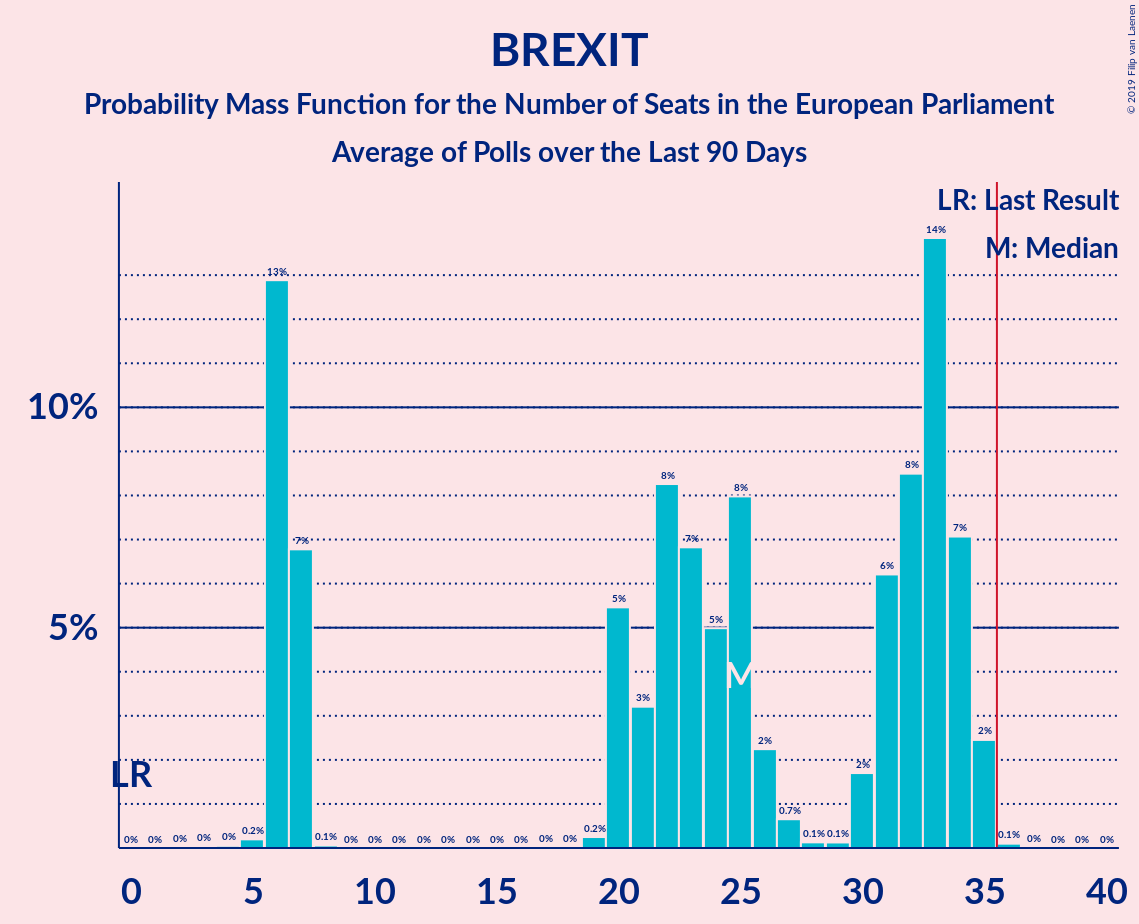 BREXIT
Probability Mass Function for the Number of Seats in the European Parliament
Average of Polls over the Last 90 Days
© 2019 Filip van Laenen
LR: Last Result
M: Median
10%
5%
LR
M
0% 0% 0% 0% 0% 0.2% 13% 7% 0.1% 0% 0% 0% 0% 0% 0% 0% 0% 0% 0% 0.2% 5% 3% 8% 7% 5% 8% 2% 0.7% 0.1% 0.1% 2% 6% 8% 14% 7% 2% 0.1% 0% 0% 0% 0%
0 5 10 15 20 25 30 35 40